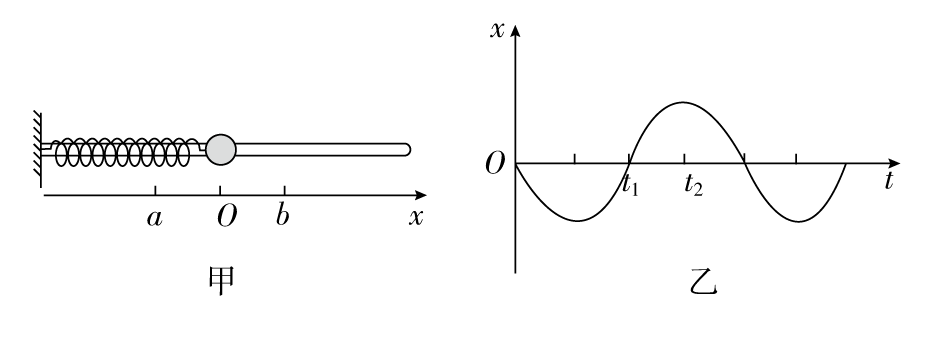 a O b x
甲
x
O t₁ t₂ t
乙